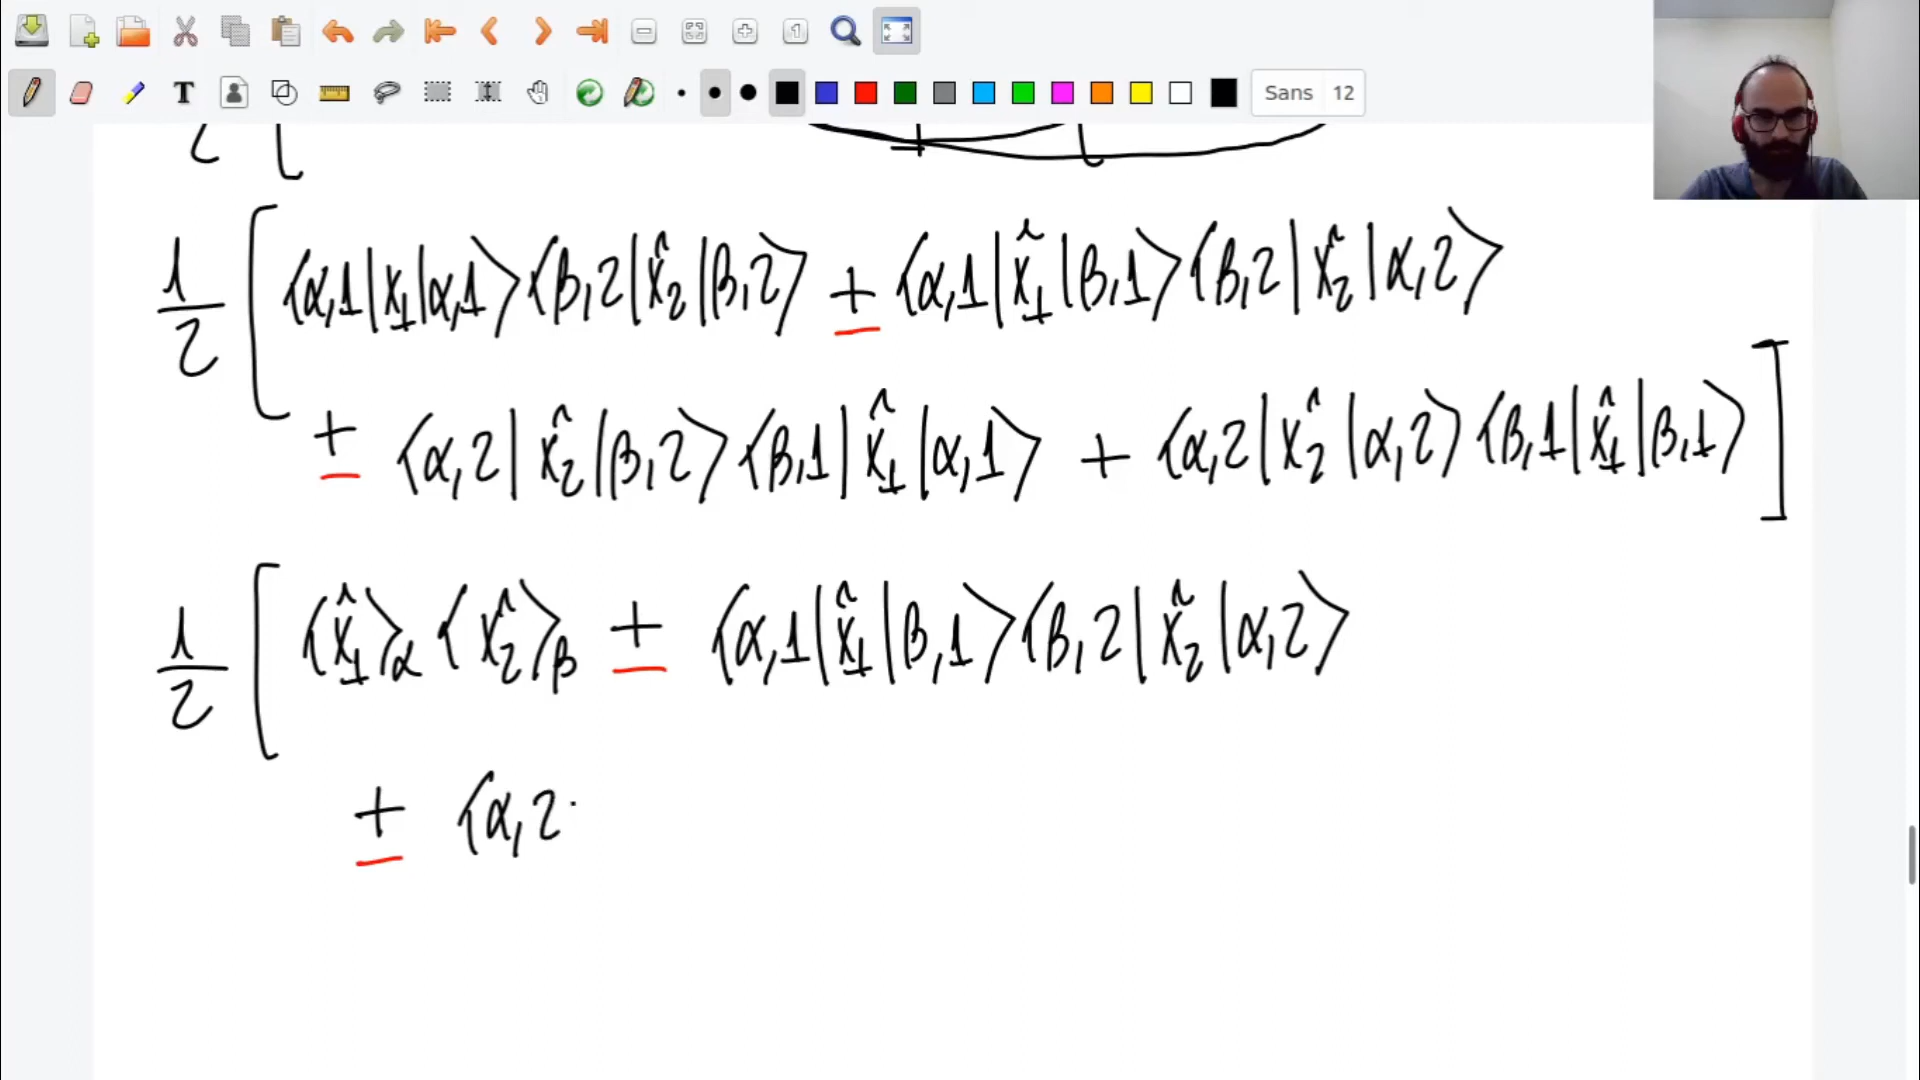 Sans 12
2 [
1/2 [ ⟨α,1|x₁|α,1⟩⟨β,2|x̂₂|β,2⟩ ± ⟨α,1|x̂₁|β,1⟩⟨β,2|x̂₂|α,2⟩
± ⟨α,2|x̂₂|β,2⟩⟨β,1|x̂₁|α,1⟩ + ⟨α,2|x̂₂|α,2⟩⟨β,1|x̂₁|β,1⟩ ]
1/2 [ ⟨x̂₁⟩α ⟨x̂₂⟩β ± ⟨α,1|x̂₁|β,1⟩⟨β,2|x̂₂|α,2⟩
± ⟨α,2